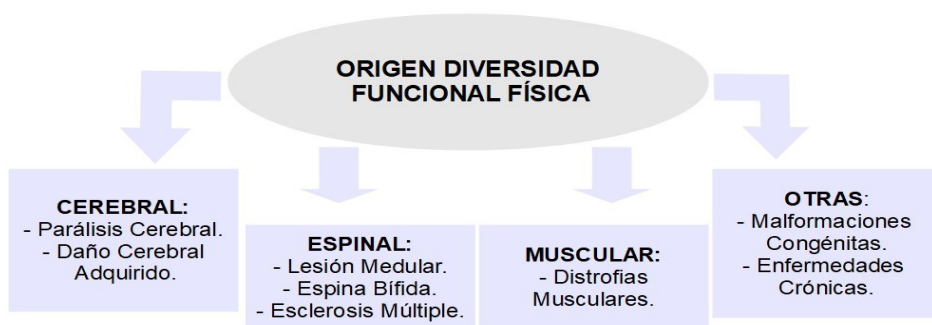 ORIGEN DIVERSIDAD
FUNCIONAL FÍSICA
CEREBRAL:
- Parálisis Cerebral.
- Daño Cerebral
Adquirido.
ESPINAL:
- Lesión Medular.
- Espina Bífida.
- Esclerosis Múltiple.
MUSCULAR:
- Distrofias
Musculares.
OTRAS:
- Malformaciones
Congénitas.
- Enfermedades
Crónicas.